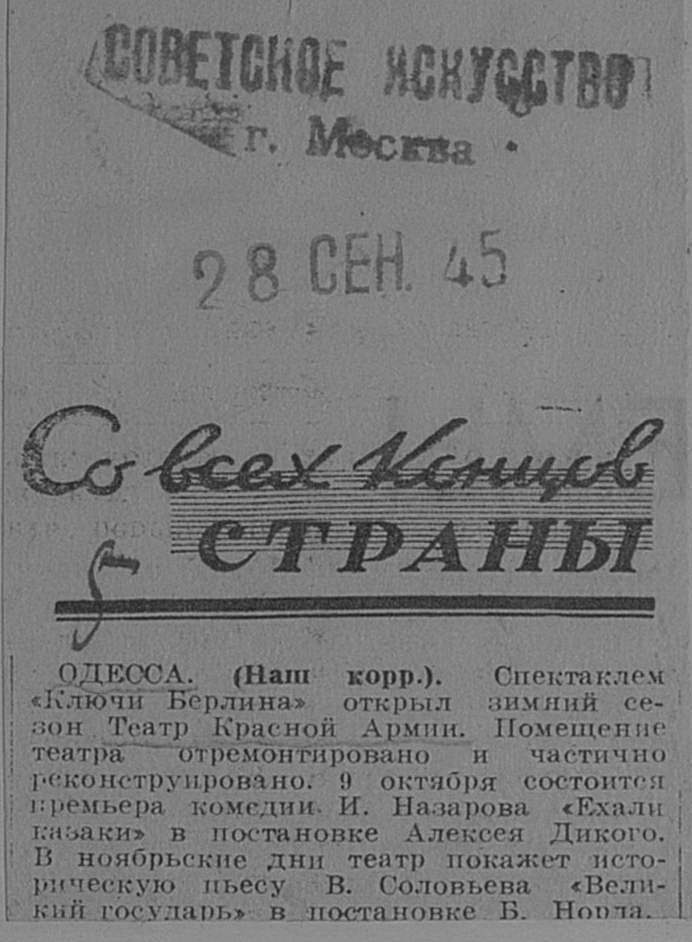 СОВЕТСКОЕ ИСКУССТВО
г. Москва
28 СЕН. 45
Со всех концов
СТРАНЫ
ОДЕССА. (Наш корр.). Спектаклем
«Ключи Берлина» открыл зимний се-
зон Театр Красной Армии. Помещение
театра отремонтировано и частично
реконструировано. 9 октября состоится
премьера комедии И. Назарова «Ехали
казаки» в постановке Алексея Дикого.
В ноябрьские дни театр покажет исто-
рическую пьесу В. Соловьева «Вели-
кий государь» в постановке Б. Норда.